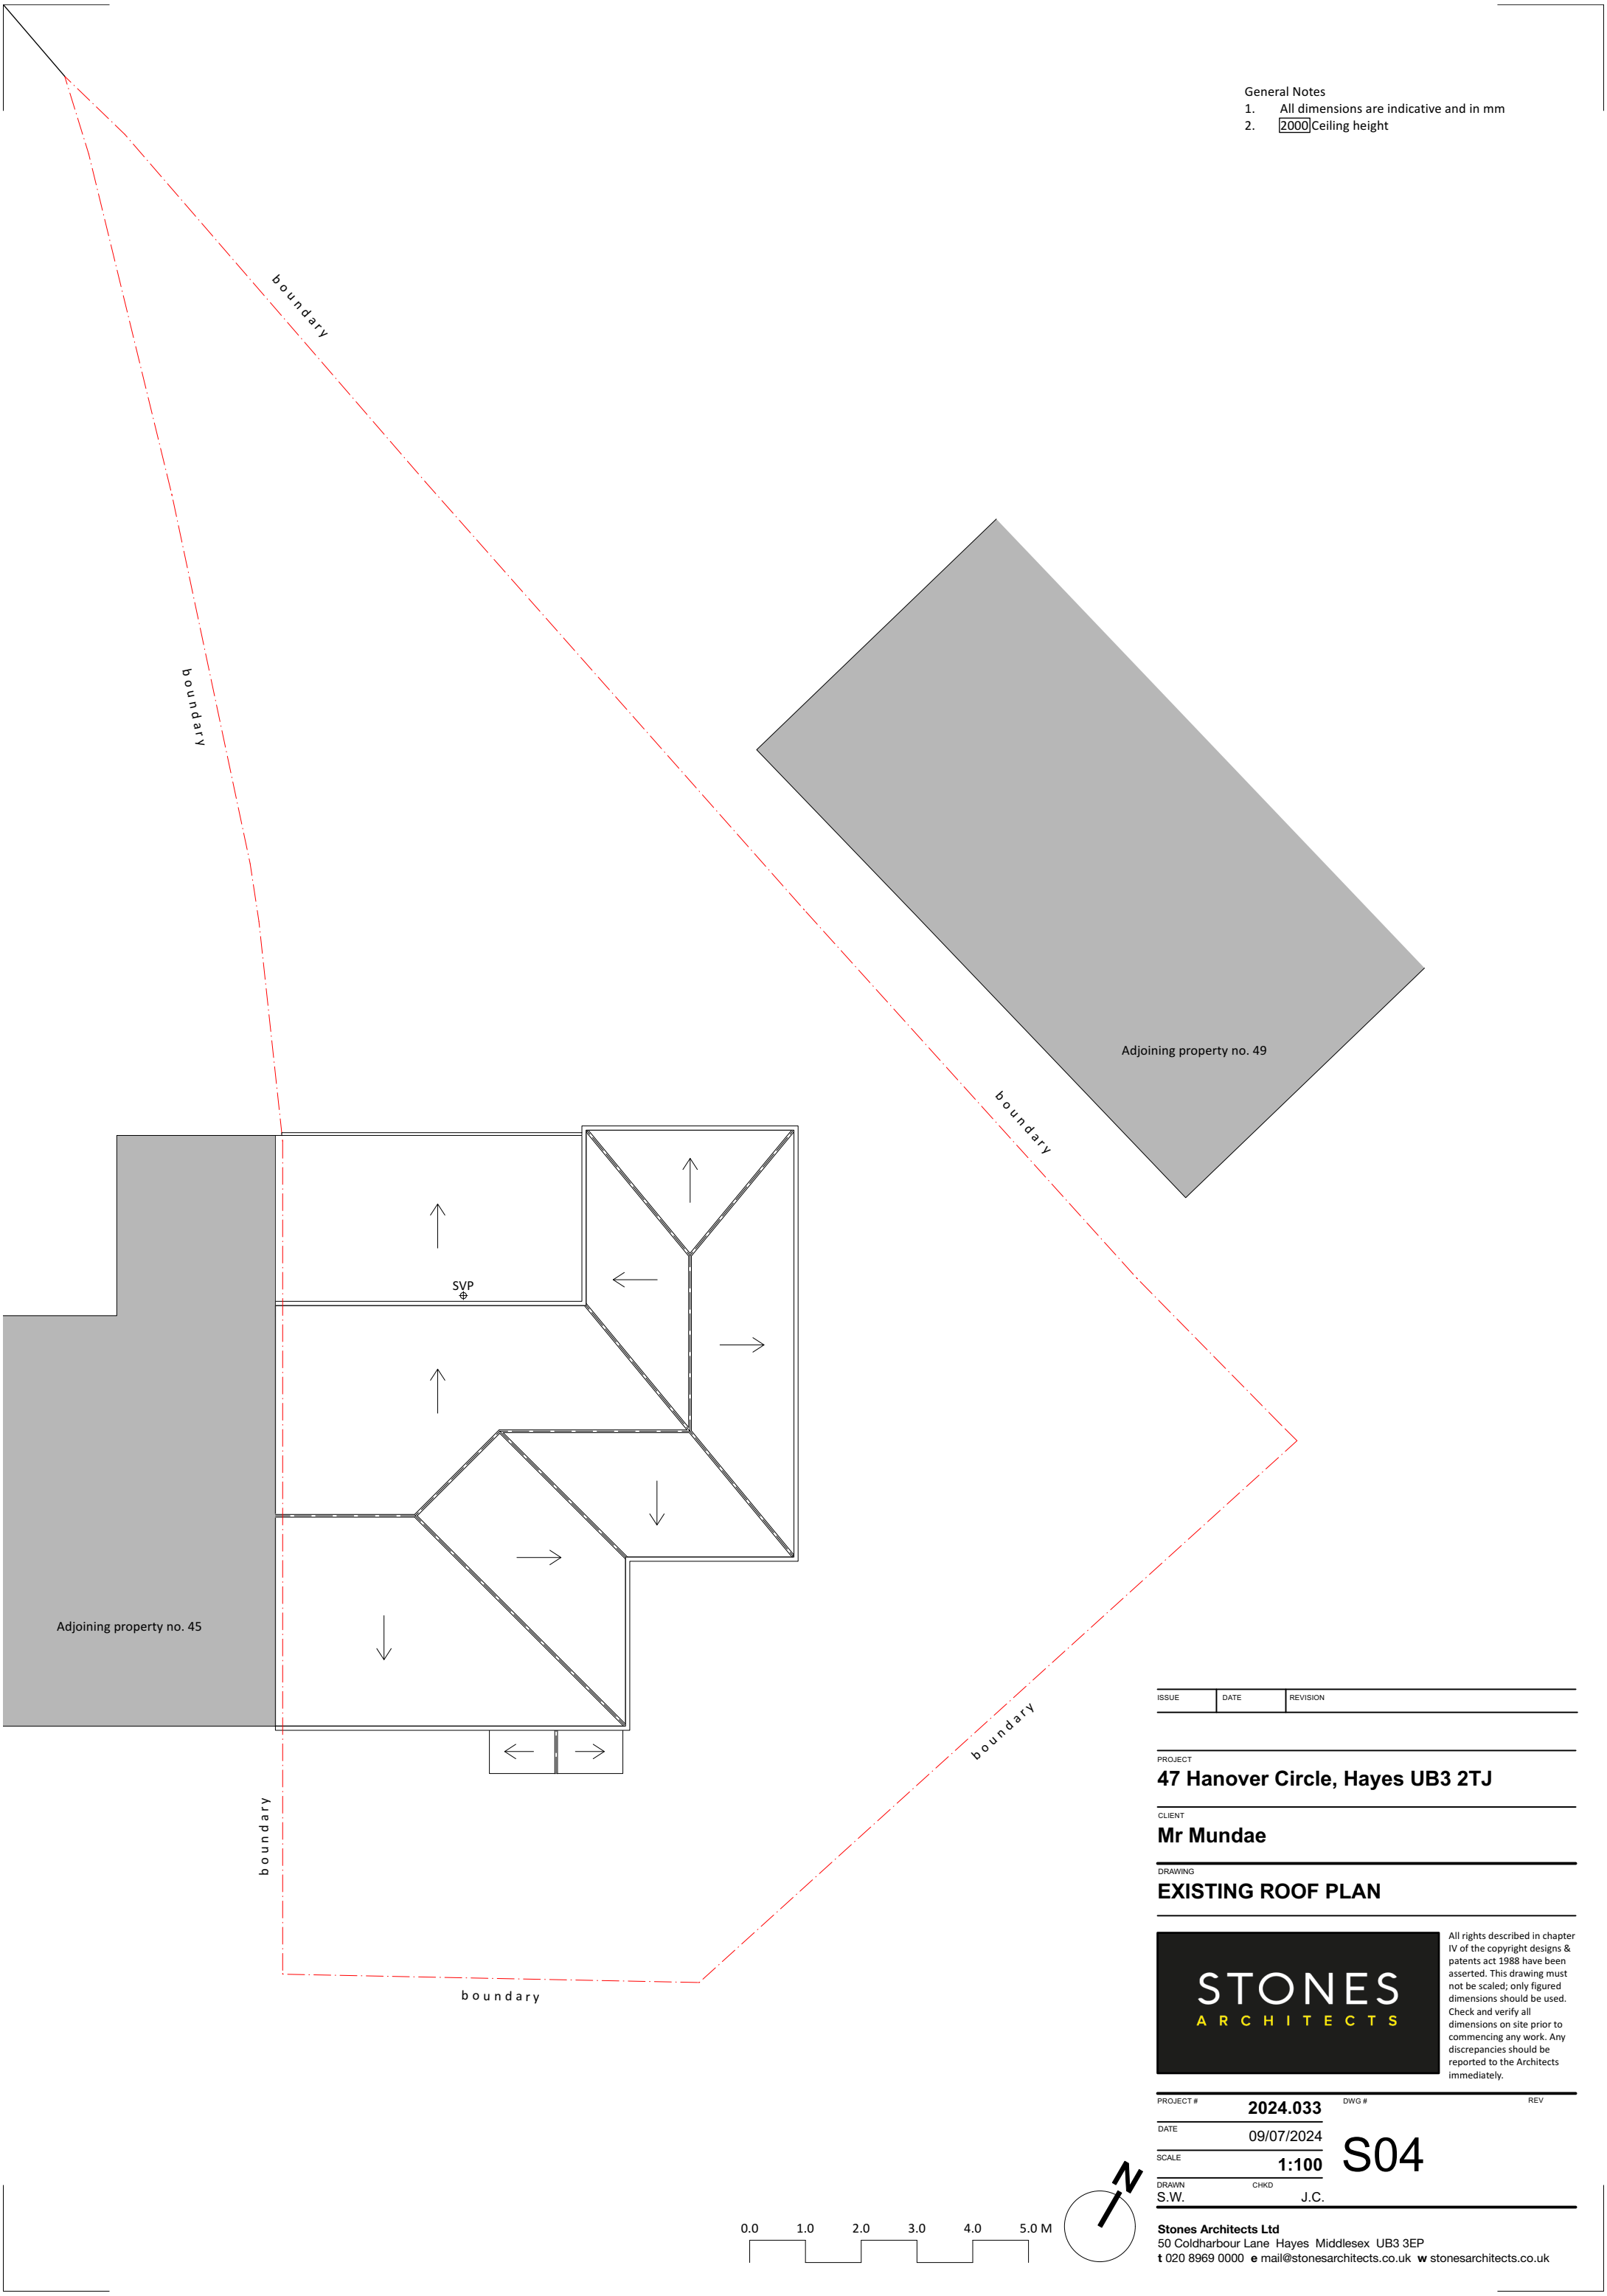 General Notes
1. All dimensions are indicative and in mm
2. 2000 Ceiling height
boundary
boundary
Adjoining property no. 49
boundary
SVP
Adjoining property no. 45
boundary
boundary
boundary
ISSUE DATE REVISION
PROJECT
47 Hanover Circle, Hayes UB3 2TJ
CLIENT
Mr Mundae
DRAWING
EXISTING ROOF PLAN
STONES
ARCHITECTS
All rights described in chapter
IV of the copyright designs &
patents act 1988 have been
asserted. This drawing must
not be scaled; only figured
dimensions should be used.
Check and verify all
dimensions on site prior to
commencing any work. Any
discrepancies should be
reported to the Architects
immediately.
PROJECT # 2024.033
DWG # REV
DATE 09/07/2024
S04
SCALE 1:100
DRAWN CHKD
S.W. J.C.
N
0.0 1.0 2.0 3.0 4.0 5.0 M
Stones Architects Ltd
50 Coldharbour Lane Hayes Middlesex UB3 3EP
t 020 8969 0000 e mail@stonesarchitects.co.uk w stonesarchitects.co.uk